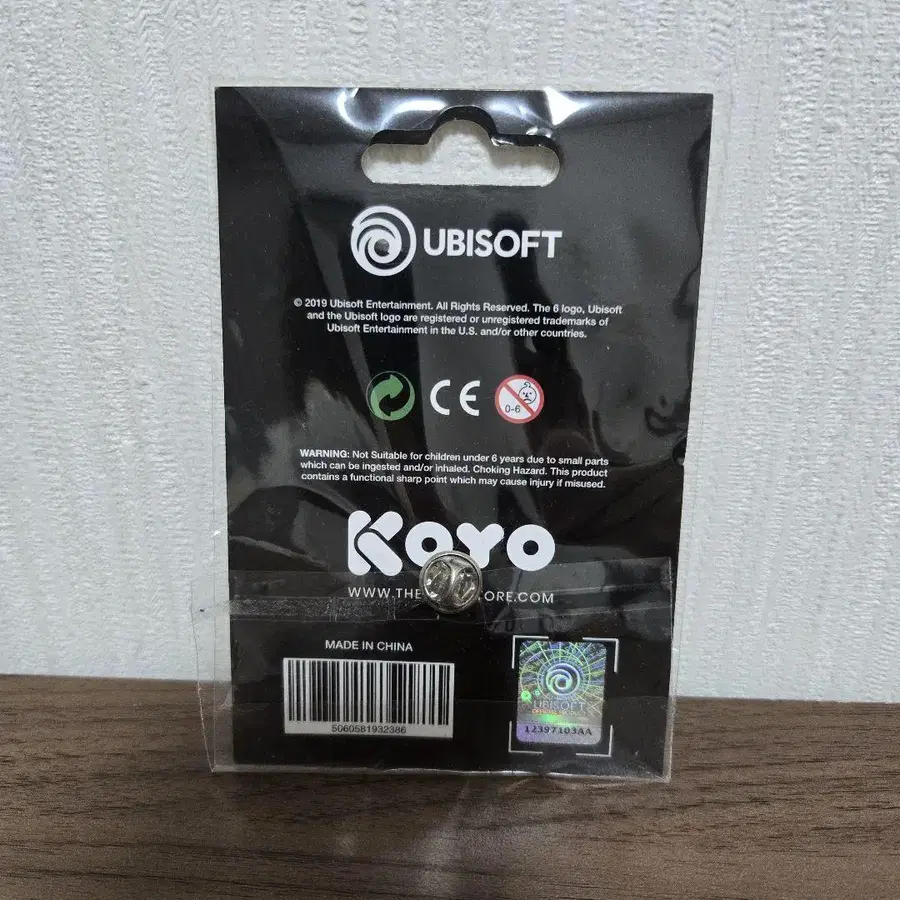 UBISOFT
© 2019 Ubisoft Entertainment. All Rights Reserved. The 6 logo, Ubisoft
and the Ubisoft logo are registered or unregistered trademarks of
Ubisoft Entertainment in the U.S. and/or other countries.
CE
0-6
WARNING: Not Suitable for children under 6 years due to small parts
which can be ingested and/or inhaled. Choking Hazard. This product
contains a functional sharp point which may cause injury if misused.
KOYO
MADE IN CHINA
5060581932386
UBISOFT
OFFICIAL PRODUCT
12397103AA